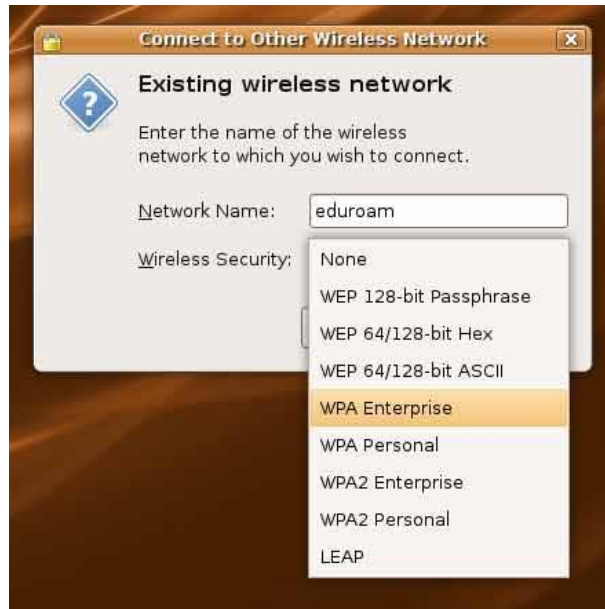 Connect to Other Wireless Network
Existing wireless network
Enter the name of the wireless
network to which you wish to connect.
Network Name: eduroam
Wireless Security:
None
WEP 128-bit Passphrase
WEP 64/128-bit Hex
WEP 64/128-bit ASCII
WPA Enterprise
WPA Personal
WPA2 Enterprise
WPA2 Personal
LEAP